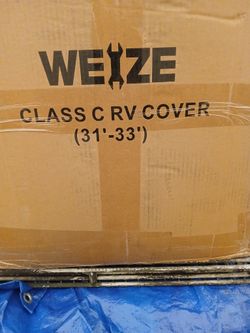 WEIZE
CLASS C RV COVER
(31'-33')